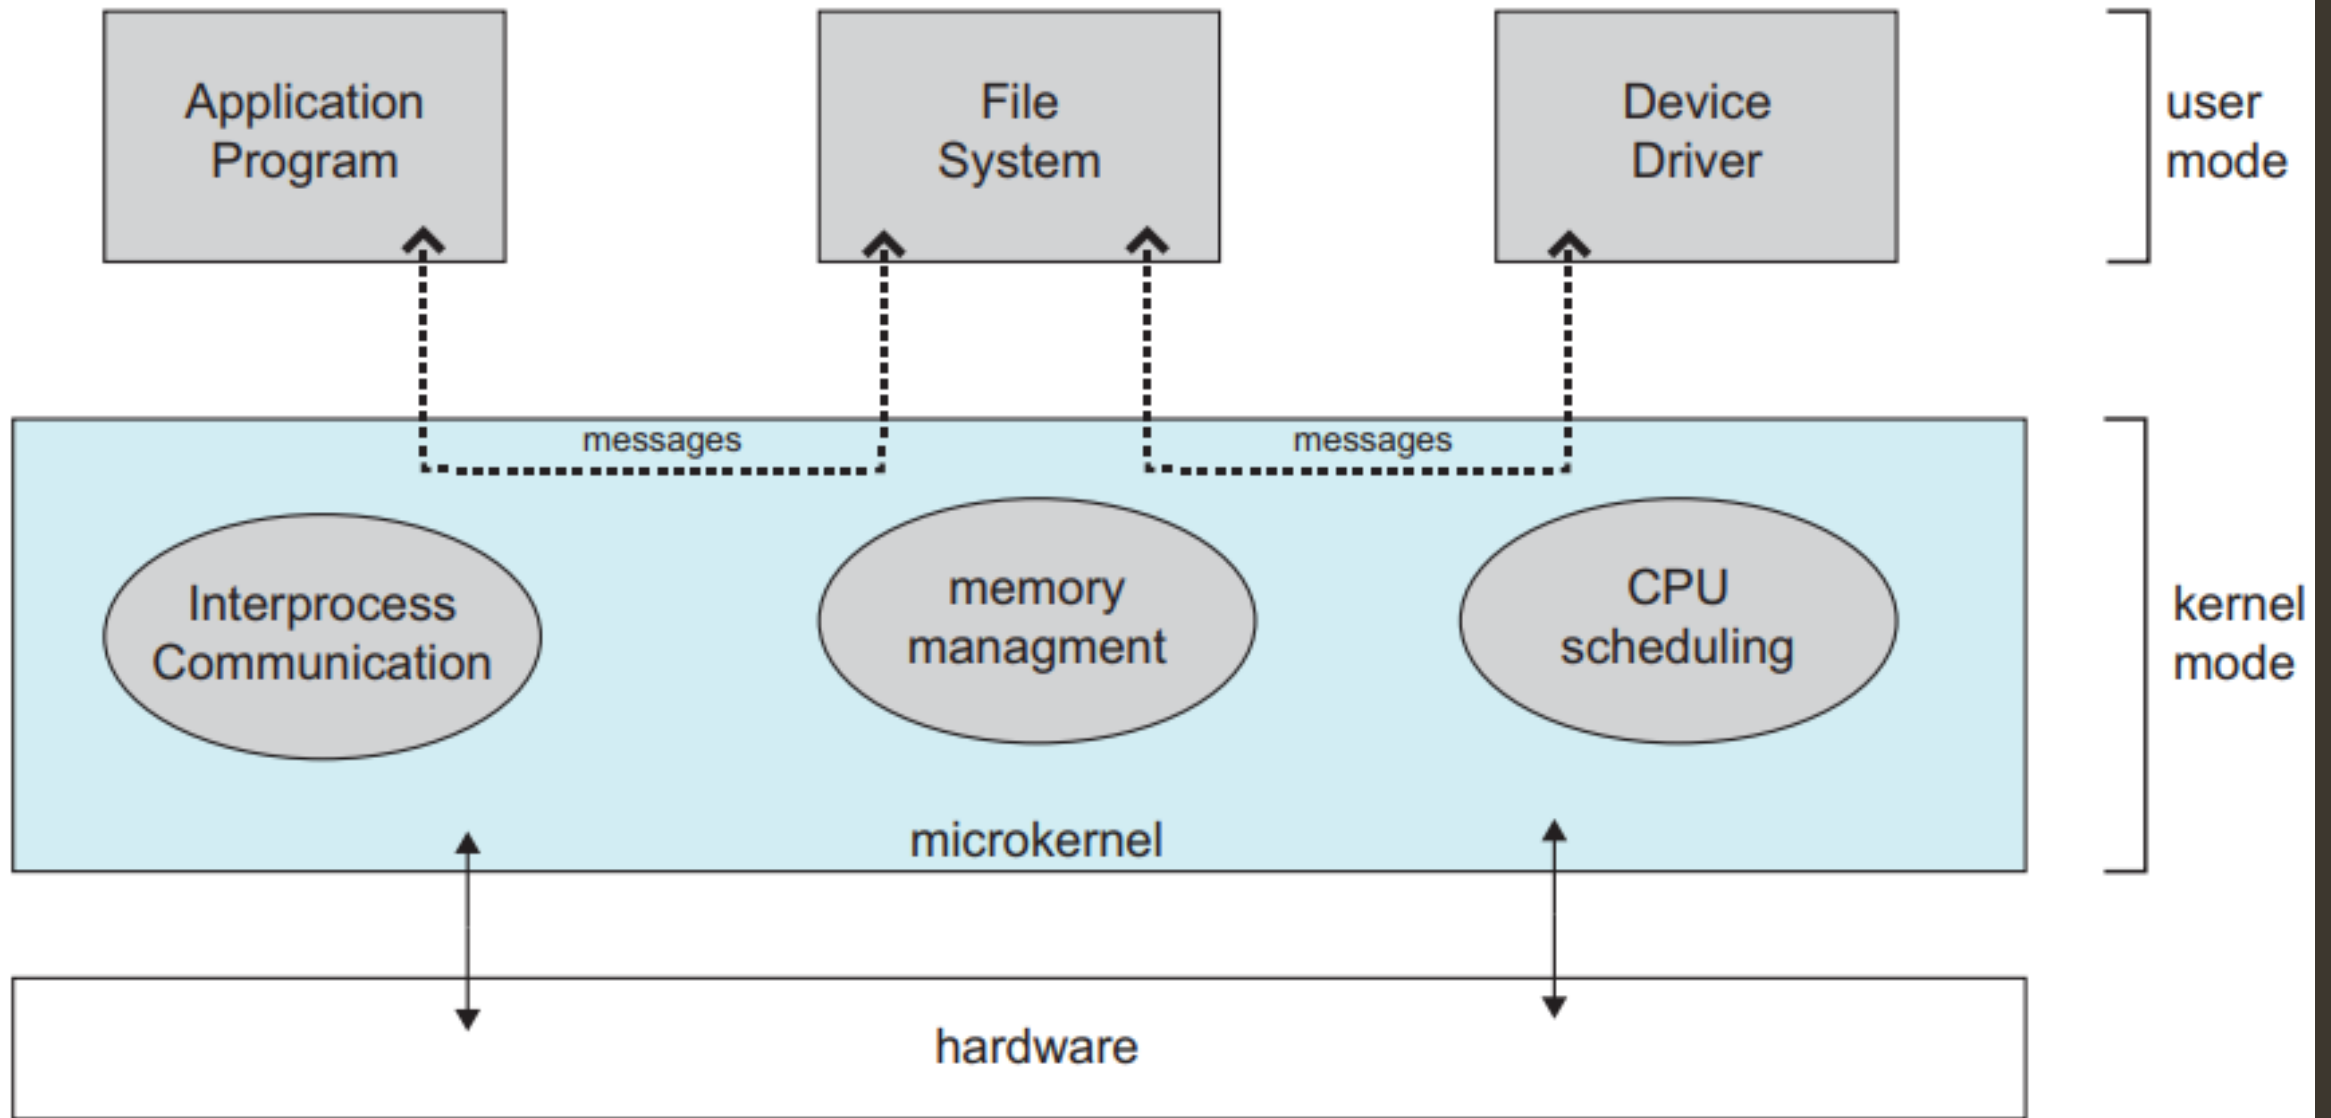 Application
Program
File
System
Device
Driver
user
mode
messages
messages
Interprocess
Communication
memory
managment
CPU
scheduling
kernel
mode
microkernel
hardware